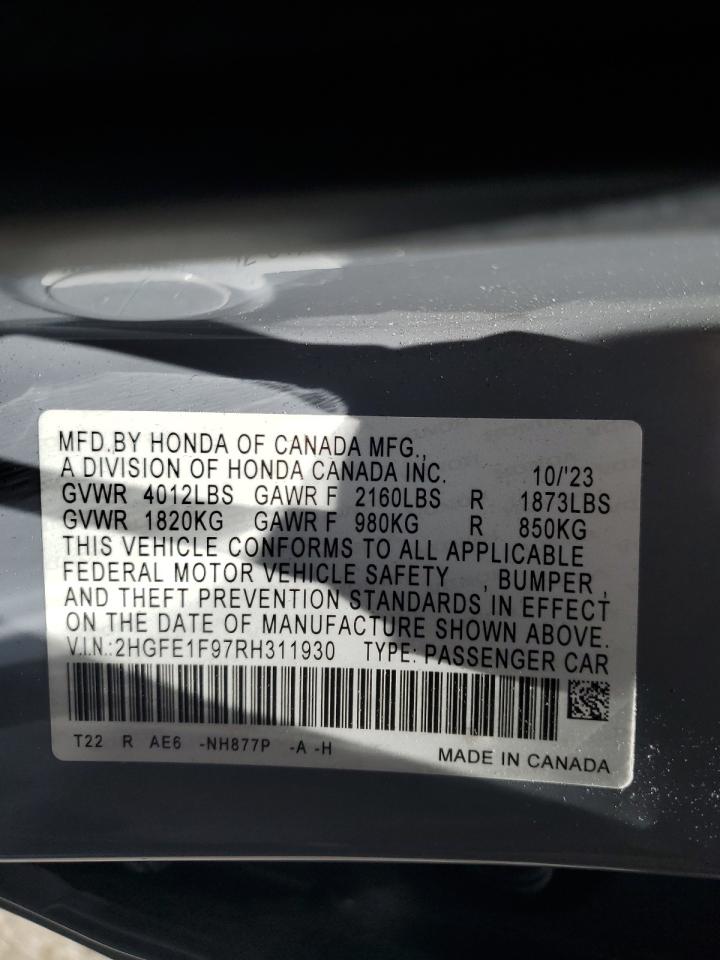 MFD.BY HONDA OF CANADA MFG.,
A DIVISION OF HONDA CANADA INC. 10/'23
GVWR 4012LBS GAWR F 2160LBS R 1873LBS
GVWR 1820KG GAWR F 980KG R 850KG
THIS VEHICLE CONFORMS TO ALL APPLICABLE
FEDERAL MOTOR VEHICLE SAFETY , BUMPER ,
AND THEFT PREVENTION STANDARDS IN EFFECT
ON THE DATE OF MANUFACTURE SHOWN ABOVE.
V.I.N.:2HGFE1F97RH311930 TYPE: PASSENGER CAR
T22 R AE6 -NH877P -A -H
MADE IN CANADA